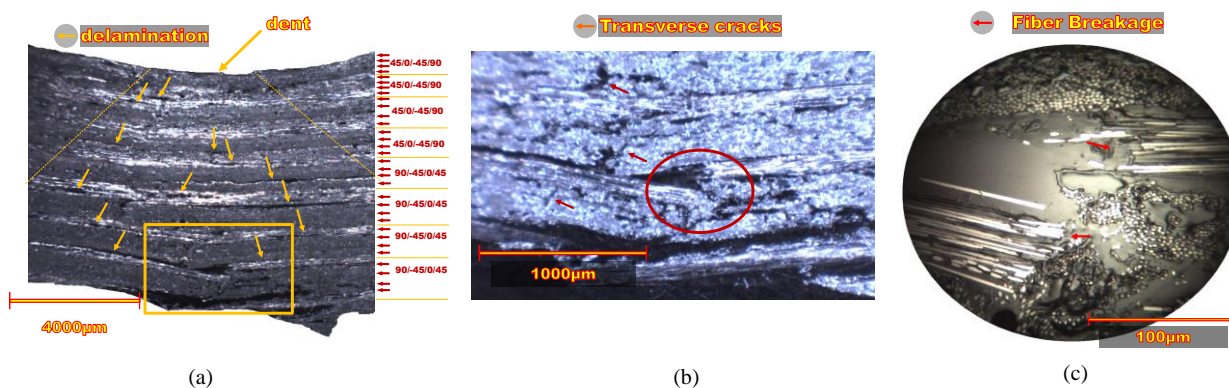 delamination
dent
45/0/-45/90
45/0/-45/90
45/0/-45/90
45/0/-45/90
90/-45/0/45
90/-45/0/45
90/-45/0/45
90/-45/0/45
4000µm
(a)
Transverse cracks
1000µm
(b)
Fiber Breakage
100µm
(c)